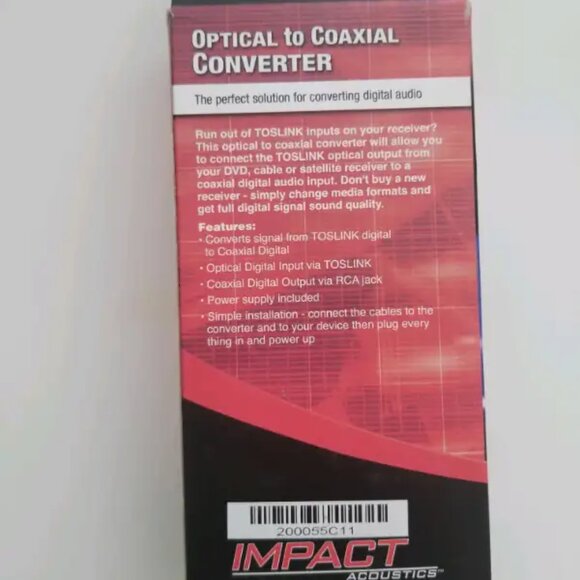 OPTICAL to COAXIAL
CONVERTER
The perfect solution for converting digital audio
Run out of TOSLINK inputs on your receiver?
This optical to coaxial converter will allow you
to connect the TOSLINK optical output from
your DVD, cable or satellite receiver to a
coaxial digital audio input. Don't buy a new
receiver - simply change media formats and
get full digital signal sound quality.
Features:
• Converts signal from TOSLINK digital
to Coaxial Digital
• Optical Digital Input via TOSLINK
• Coaxial Digital Output via RCA jack
• Power supply included
• Simple installation - connect the cables to the
converter and to your device then plug every
thing in and power up
200055C11
IMPACT
ACOUSTICS™